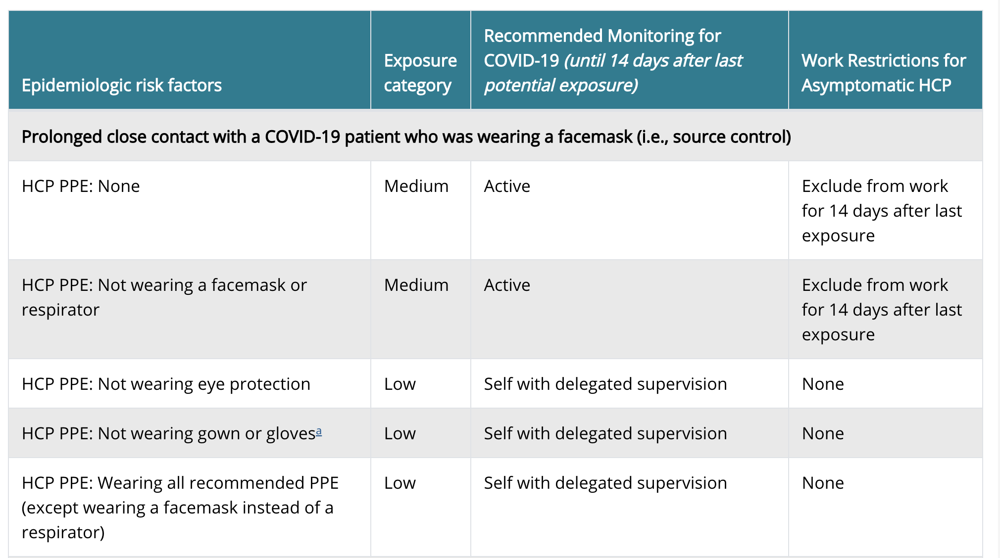 Epidemiologic risk factors
Exposure
category
Recommended Monitoring for
COVID-19 (until 14 days after last
potential exposure)
Work Restrictions for
Asymptomatic HCP
Prolonged close contact with a COVID-19 patient who was wearing a facemask (i.e., source control)
HCP PPE: None
Medium
Active
Exclude from work
for 14 days after last
exposure
HCP PPE: Not wearing a facemask or
respirator
Medium
Active
Exclude from work
for 14 days after last
exposure
HCP PPE: Not wearing eye protection
Low
Self with delegated supervision
None
HCP PPE: Not wearing gown or glovesa
Low
Self with delegated supervision
None
HCP PPE: Wearing all recommended PPE
(except wearing a facemask instead of a
respirator)
Low
Self with delegated supervision
None